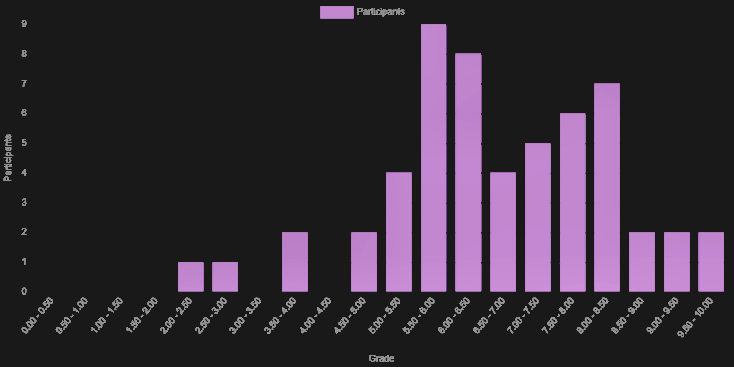 Participants
9
8
7
6
5
4
3
2
1
0
Participants
0.00 - 0.50
0.50 - 1.00
1.00 - 1.50
1.50 - 2.00
2.00 - 2.50
2.50 - 3.00
3.00 - 3.50
3.50 - 4.00
4.00 - 4.50
4.50 - 5.00
5.00 - 5.50
5.50 - 6.00
6.00 - 6.50
6.50 - 7.00
7.00 - 7.50
7.50 - 8.00
8.00 - 8.50
8.50 - 9.00
9.00 - 9.50
9.50 - 10.00
Grade